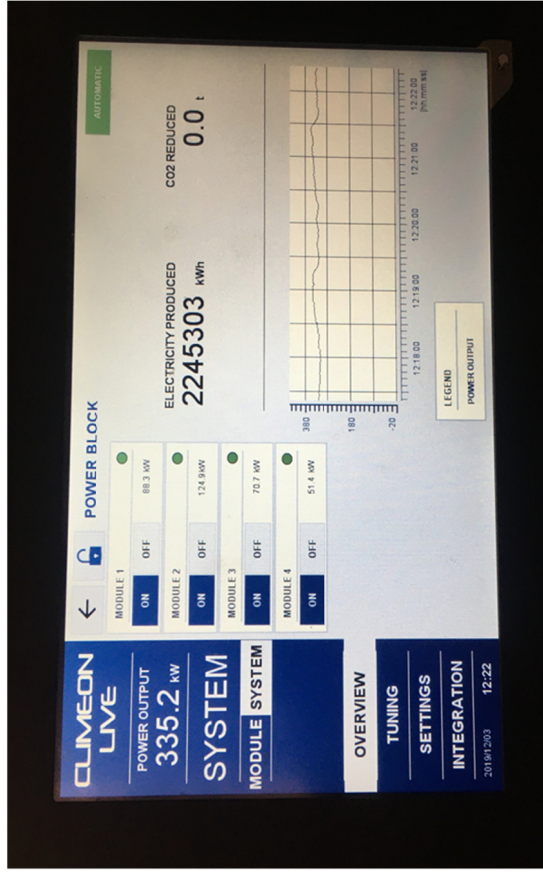 CLIMEON
LIVE
POWER OUTPUT
335.2 kW
SYSTEM
MODULE SYSTEM
OVERVIEW
TUNING
SETTINGS
INTEGRATION
2019/12/03 12:22
POWER BLOCK
AUTOMATIC
MODULE 1
ON OFF 88.3 kW
MODULE 2
ON OFF 124.9 kW
MODULE 3
ON OFF 70.7 kW
MODULE 4
ON OFF 51.4 kW
ELECTRICITY PRODUCED
2245303 kWh
CO2 REDUCED
0.0 t
380
180
-20
12:18:00 12:19:00 12:20:00 12:21:00 12:22:00
[hh:mm:ss]
LEGEND
POWER OUTPUT